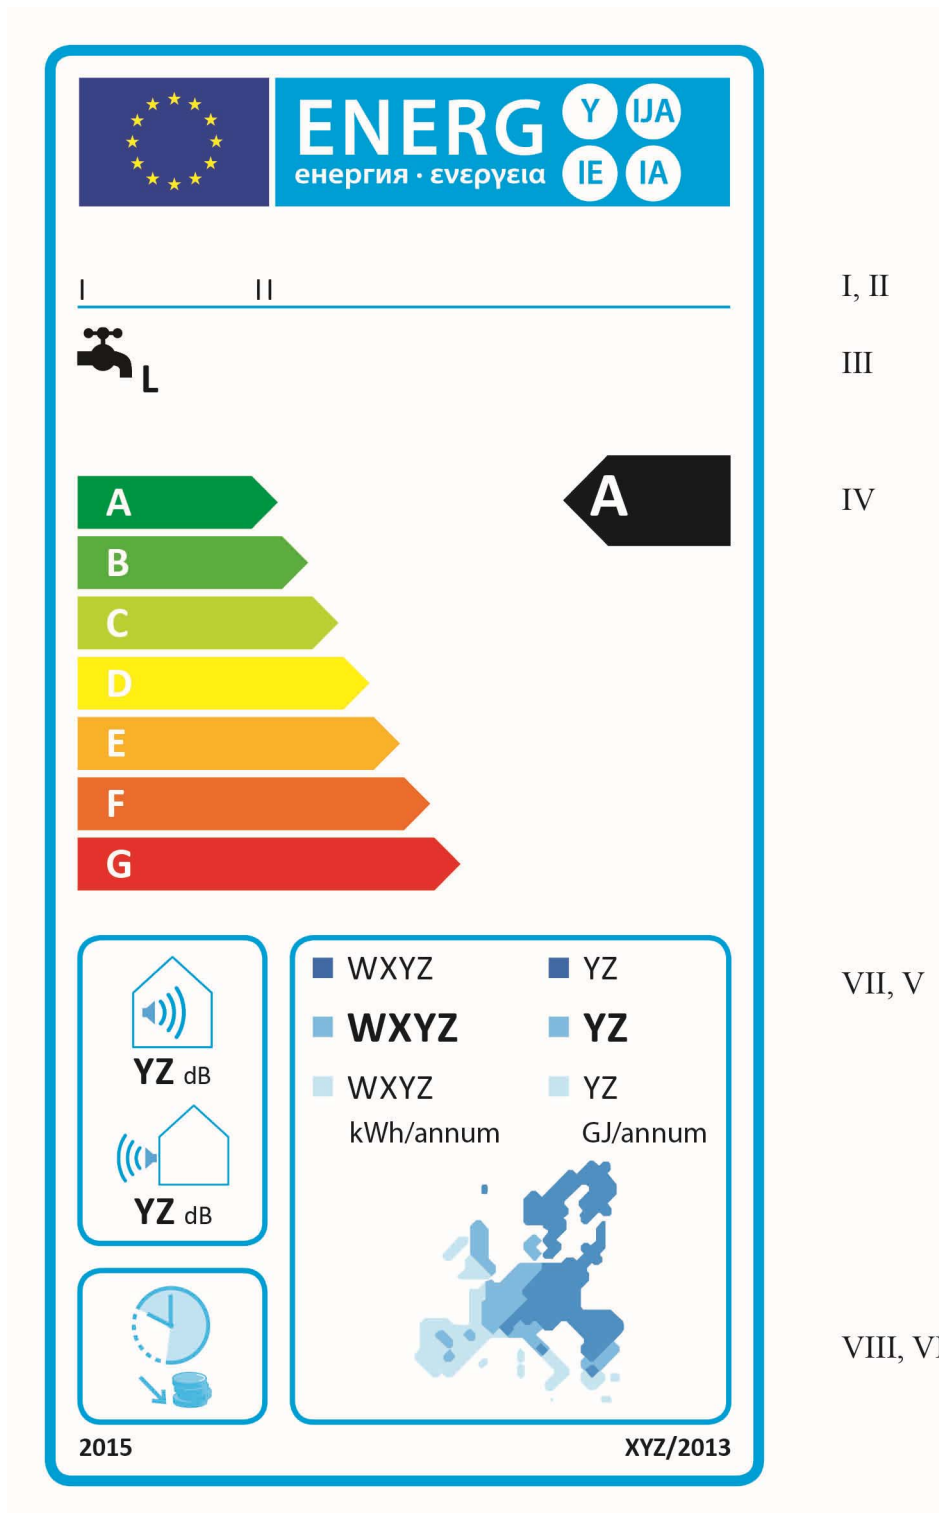 ENERG Y IJA
енергия · ενεργεια IE IA
I II I, II
L III
A A IV
B
C
D
E
F
G
WXYZ YZ
WXYZ YZ VII, V
WXYZ YZ
kWh/annum GJ/annum
YZ dB
YZ dB
VIII,
2015 XYZ/2013